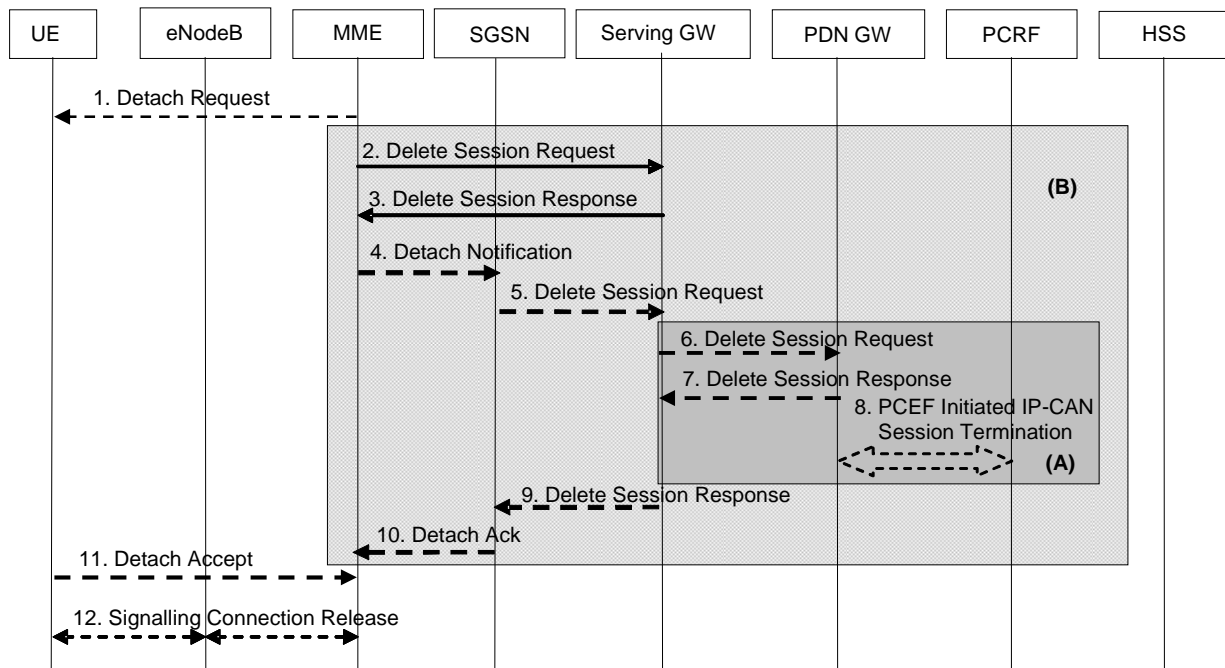 UE
eNodeB
MME
SGSN
Serving GW
PDN GW
PCRF
HSS
1. Detach Request
2. Delete Session Request
(B)
3. Delete Session Response
4. Detach Notification
5. Delete Session Request
6. Delete Session Request
7. Delete Session Response
8. PCEF Initiated IP-CAN
Session Termination
(A)
9. Delete Session Response
10. Detach Ack
11. Detach Accept
12. Signalling Connection Release